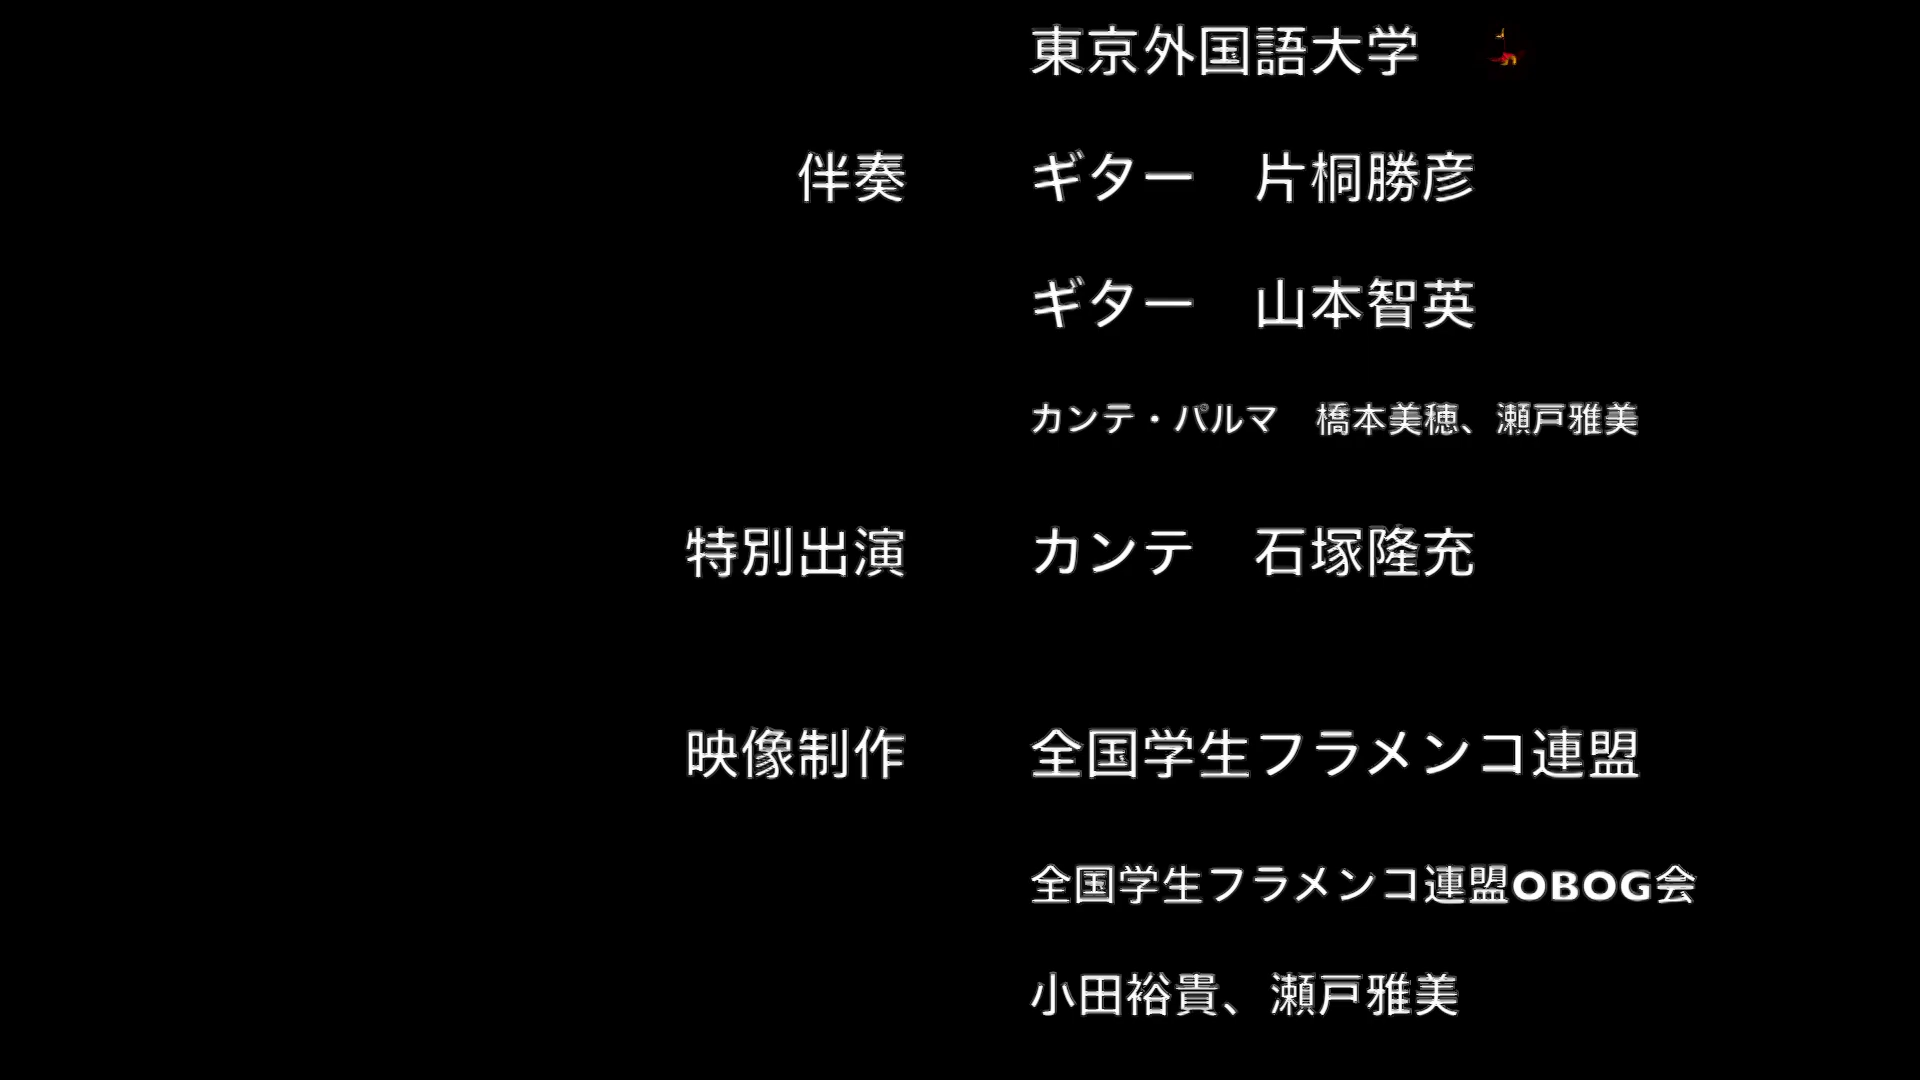 東京外国語大学
伴奏　ギター　片桐勝彦
ギター　山本智英
カンテ・パルマ　橋本美穂、瀬戸雅美
特別出演　カンテ　石塚隆充
映像制作　全国学生フラメンコ連盟
全国学生フラメンコ連盟OBOG会
小田裕貴、瀬戸雅美